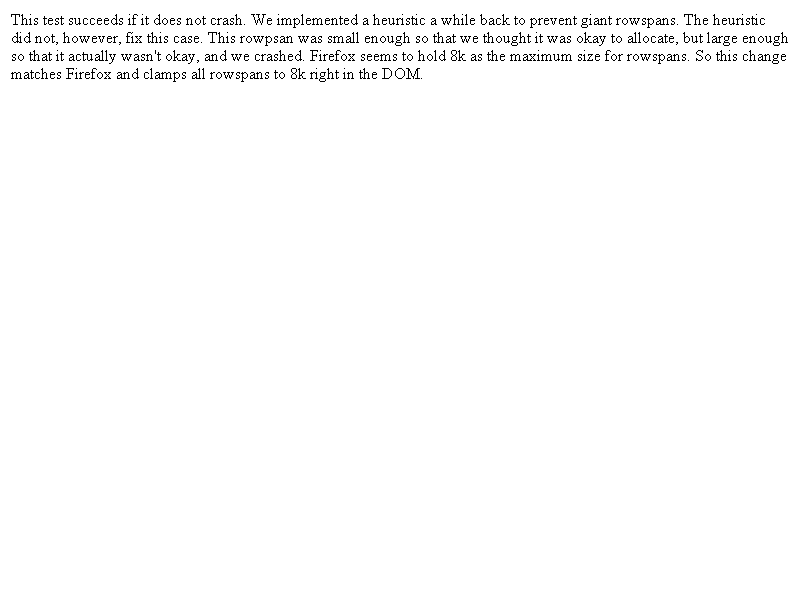 This test succeeds if it does not crash. We implemented a heuristic a while back to prevent giant rowspans. The heuristic
did not, however, fix this case. This rowpsan was small enough so that we thought it was okay to allocate, but large enough
so that it actually wasn't okay, and we crashed. Firefox seems to hold 8k as the maximum size for rowspans. So this change
matches Firefox and clamps all rowspans to 8k right in the DOM.